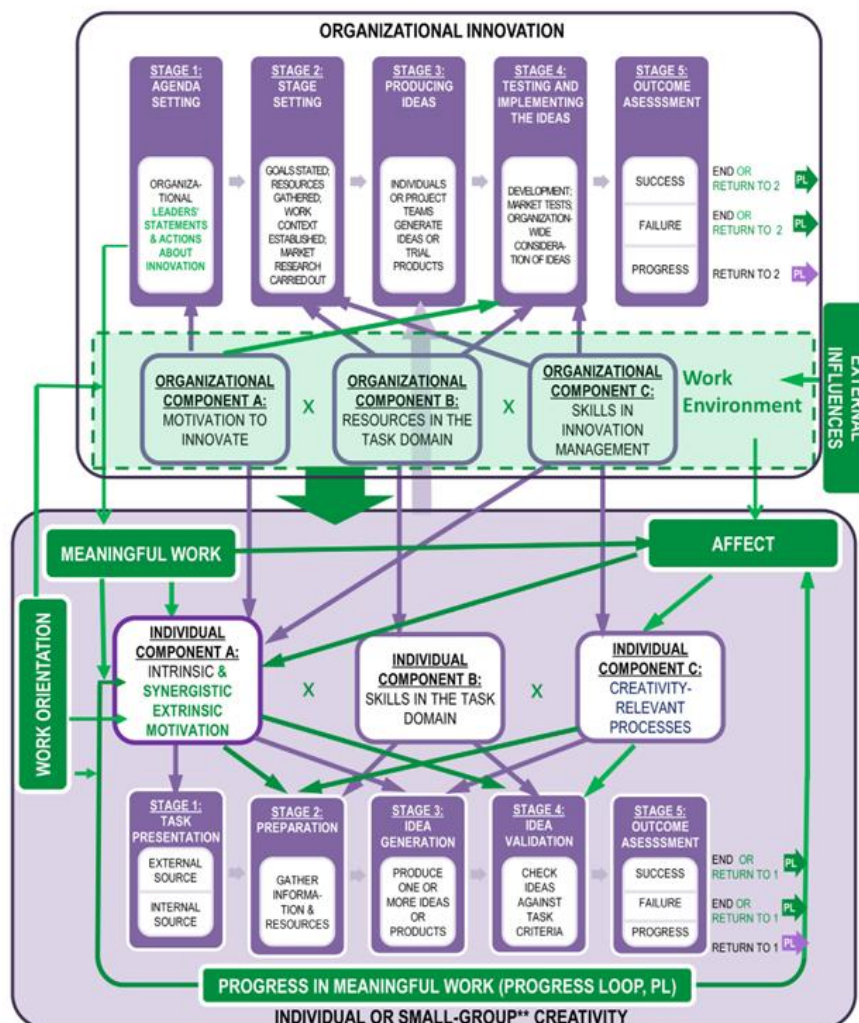 ORGANIZATIONAL INNOVATION
STAGE 1:
AGENDA
SETTING
ORGANIZA-
TIONAL
LEADERS'
STATEMENTS
& ACTIONS
ABOUT
INNOVATION
STAGE 2:
STAGE
SETTING
GOALS STATED;
RESOURCES
GATHERED;
WORK
CONTEXT
ESTABLISHED;
MARKET
RESEARCH
CARRIED OUT
STAGE 3:
PRODUCING
IDEAS
INDIVIDUALS
OR PROJECT
TEAMS
GENERATE
IDEAS OR
TRIAL
PRODUCTS
STAGE 4:
TESTING AND
IMPLEMENTING
THE IDEAS
DEVELOPMENT;
MARKET TESTS;
ORGANIZATION-
WIDE
CONSIDERA-
TION OF IDEAS
STAGE 5:
OUTCOME
ASESSSMENT
SUCCESS
FAILURE
PROGRESS
END OR
RETURN TO 2
PL
END OR
RETURN TO 2
PL
RETURN TO 2
PL
EXTERNAL
INFLUENCES
ORGANIZATIONAL
COMPONENT A:
MOTIVATION TO
INNOVATE
X
ORGANIZATIONAL
COMPONENT B:
RESOURCES IN THE
TASK DOMAIN
X
ORGANIZATIONAL
COMPONENT C:
SKILLS IN
INNOVATION
MANAGEMENT
Work
Environment
MEANINGFUL WORK
AFFECT
WORK ORIENTATION
INDIVIDUAL
COMPONENT A:
INTRINSIC &
SYNERGISTIC
EXTRINSIC
MOTIVATION
X
INDIVIDUAL
COMPONENT B:
SKILLS IN THE TASK
DOMAIN
X
INDIVIDUAL
COMPONENT C:
CREATIVITY-
RELEVANT
PROCESSES
STAGE 1:
TASK
PRESENTATION
EXTERNAL
SOURCE
INTERNAL
SOURCE
STAGE 2:
PREPARATION
GATHER
INFORMA-
TION &
RESOURCES
STAGE 3:
IDEA
GENERATION
PRODUCE
ONE OR
MORE IDEAS
OR
PRODUCTS
STAGE 4:
IDEA
VALIDATION
CHECK
IDEAS
AGAINST
TASK
CRITERIA
STAGE 5:
OUTCOME
ASESSSMENT
SUCCESS
FAILURE
PROGRESS
END OR
RETURN TO 1
PL
END OR
RETURN TO 1
PL
RETURN TO 1
PL
PROGRESS IN MEANINGFUL WORK (PROGRESS LOOP, PL)
INDIVIDUAL OR SMALL-GROUP** CREATIVITY